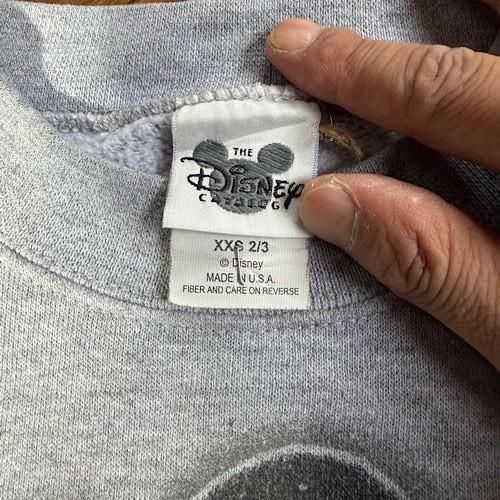 THE
Disney
CATALOG
XXS 2/3
© Disney
MADE IN U.S.A.
FIBER AND CARE ON REVERSE